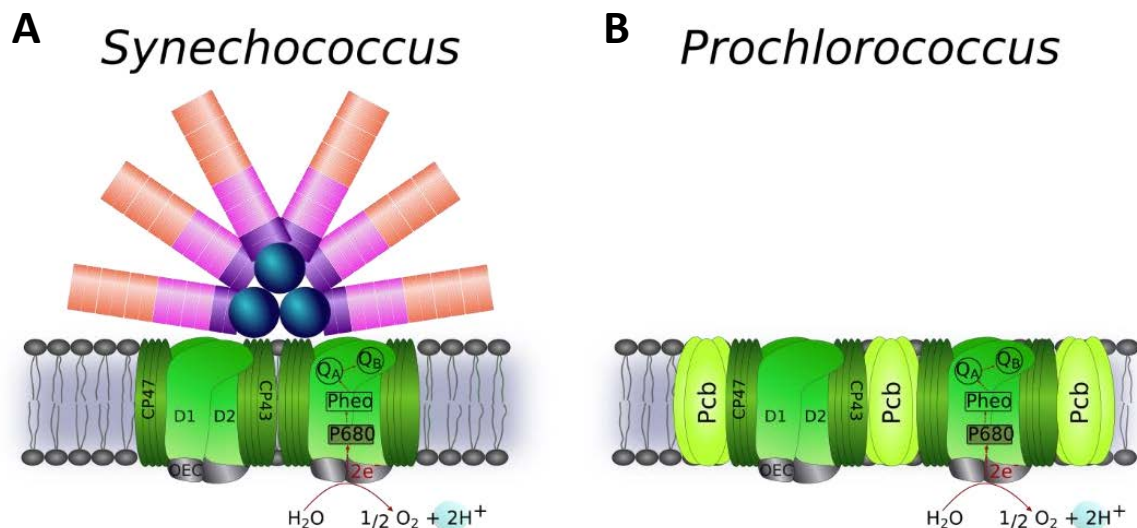 A
Synechococcus
CP47
D1
D2
CP43
OEC
QA
QB
Pheo
P680
2e
H₂O
1/2 O₂ + 2H⁺
B
Prochlorococcus
Pcb
CP47
D1
D2
CP43
OEC
Pcb
QA
QB
Pheo
P680
2e
Pcb
H₂O
1/2 O₂ + 2H⁺